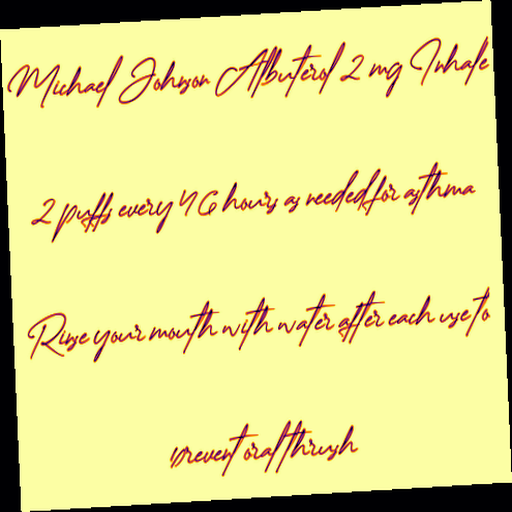 Michael Johnson Albuterol 2 mg Inhale
2 puffs every 4 6 hours as needed for asthma
Rinse your mouth with water after each use to
prevent oral thrush